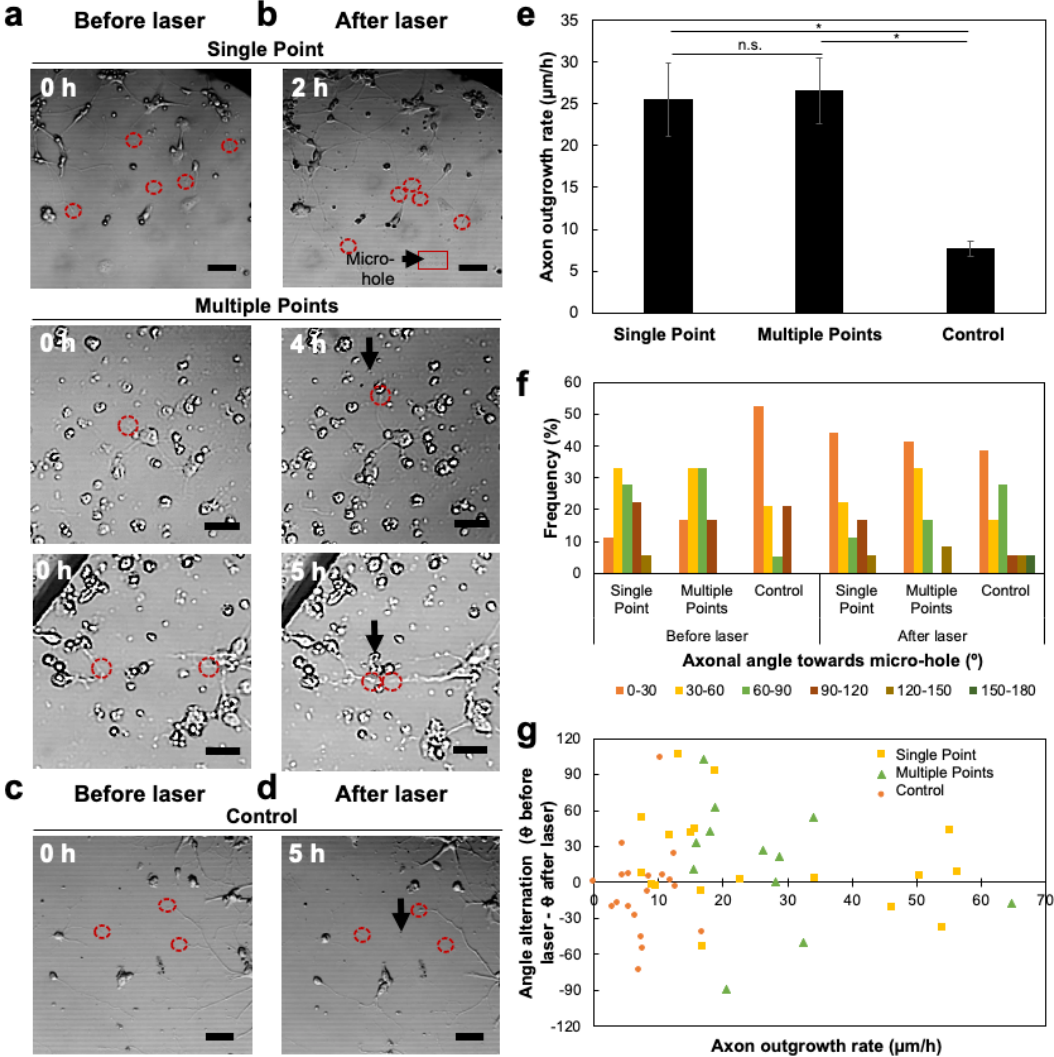 a
Before laser
b
After laser
Single Point
0 h
2 h
Micro-
hole
Multiple Points
0 h
4 h
0 h
5 h
c
Before laser
d
After laser
Control
0 h
5 h
e
Axon outgrowth rate (µm/h)
35
30
25
20
15
10
5
0
*
n.s.
*
Single Point
Multiple Points
Control
f
Frequency (%)
60
50
40
30
20
10
0
Single Point
Multiple Points
Control
Single Point
Multiple Points
Control
Before laser
After laser
Axonal angle towards micro-hole (º)
0-30 30-60 60-90 90-120 120-150 150-180
g
Angle alternation (θ before
laser - θ after laser)
120
90
60
30
0
-30
-60
-90
-120
Single Point
Multiple Points
Control
0 10 20 30 40 50 60 70
Axon outgrowth rate (µm/h)